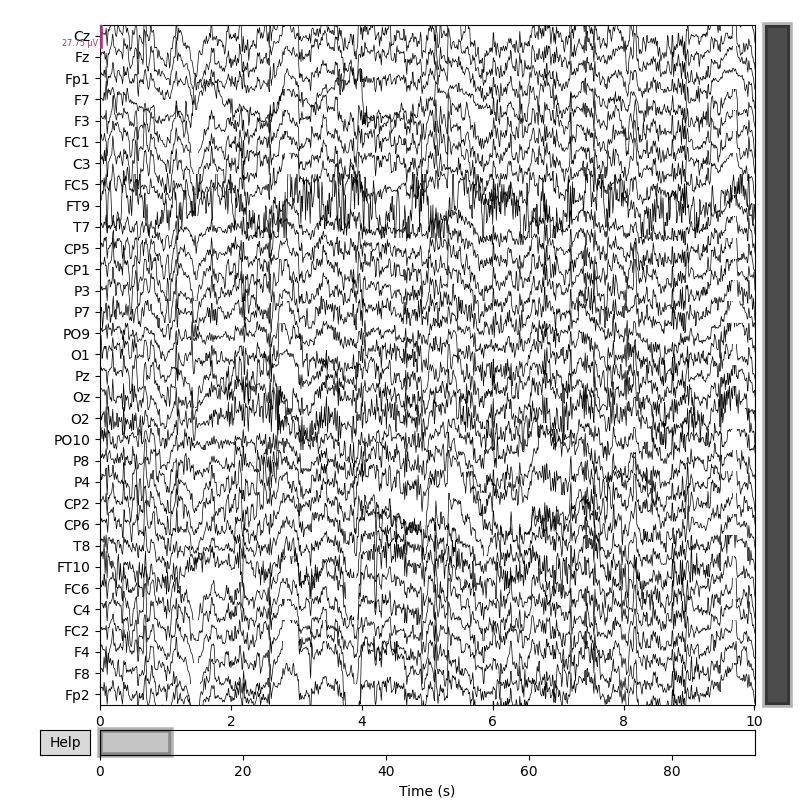 Cz
27.75 µV
Fz
Fp1
F7
F3
FC1
C3
FC5
FT9
T7
CP5
CP1
P3
P7
PO9
O1
Pz
Oz
O2
PO10
P8
P4
CP2
CP6
T8
FT10
FC6
C4
FC2
F4
F8
Fp2
0 2 4 6 8 10
Help
0 20 40 60 80
Time (s)